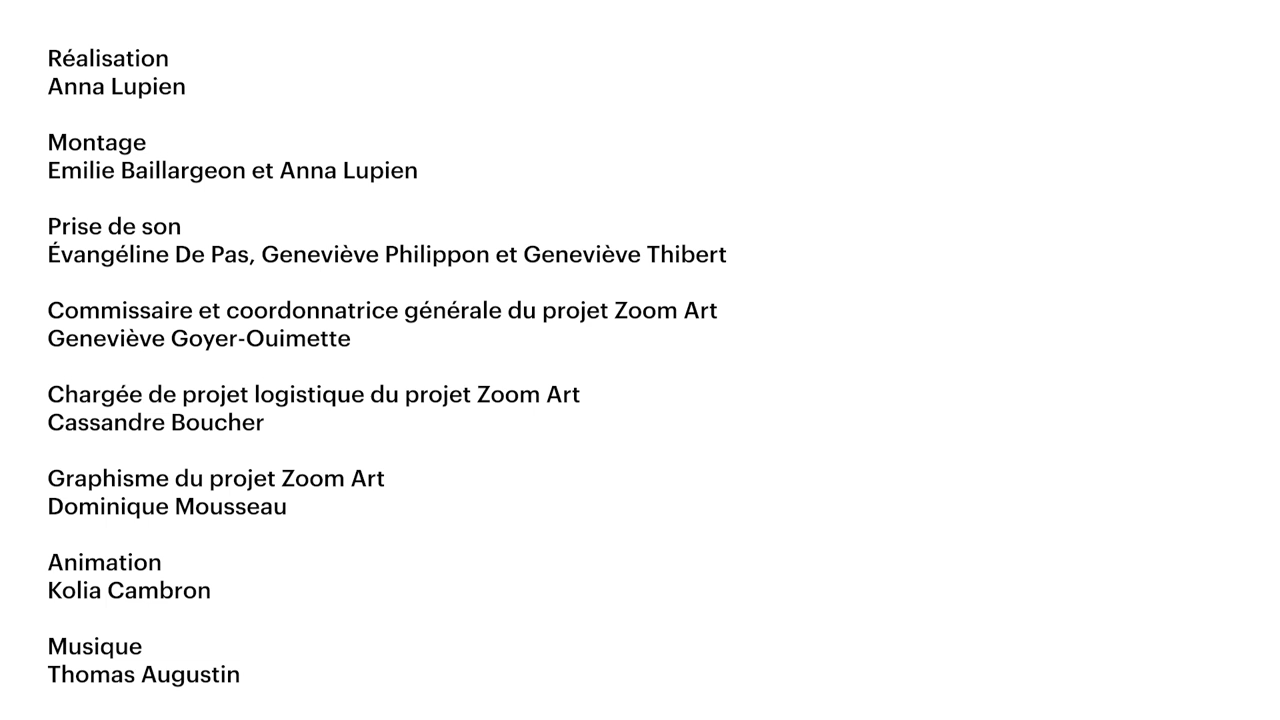 Réalisation
Anna Lupien
Montage
Emilie Baillargeon et Anna Lupien
Prise de son
Évangéline De Pas, Geneviève Philippon et Geneviève Thibert
Commissaire et coordonnatrice générale du projet Zoom Art
Geneviève Goyer-Ouimette
Chargée de projet logistique du projet Zoom Art
Cassandre Boucher
Graphisme du projet Zoom Art
Dominique Mousseau
Animation
Kolia Cambron
Musique
Thomas Augustin